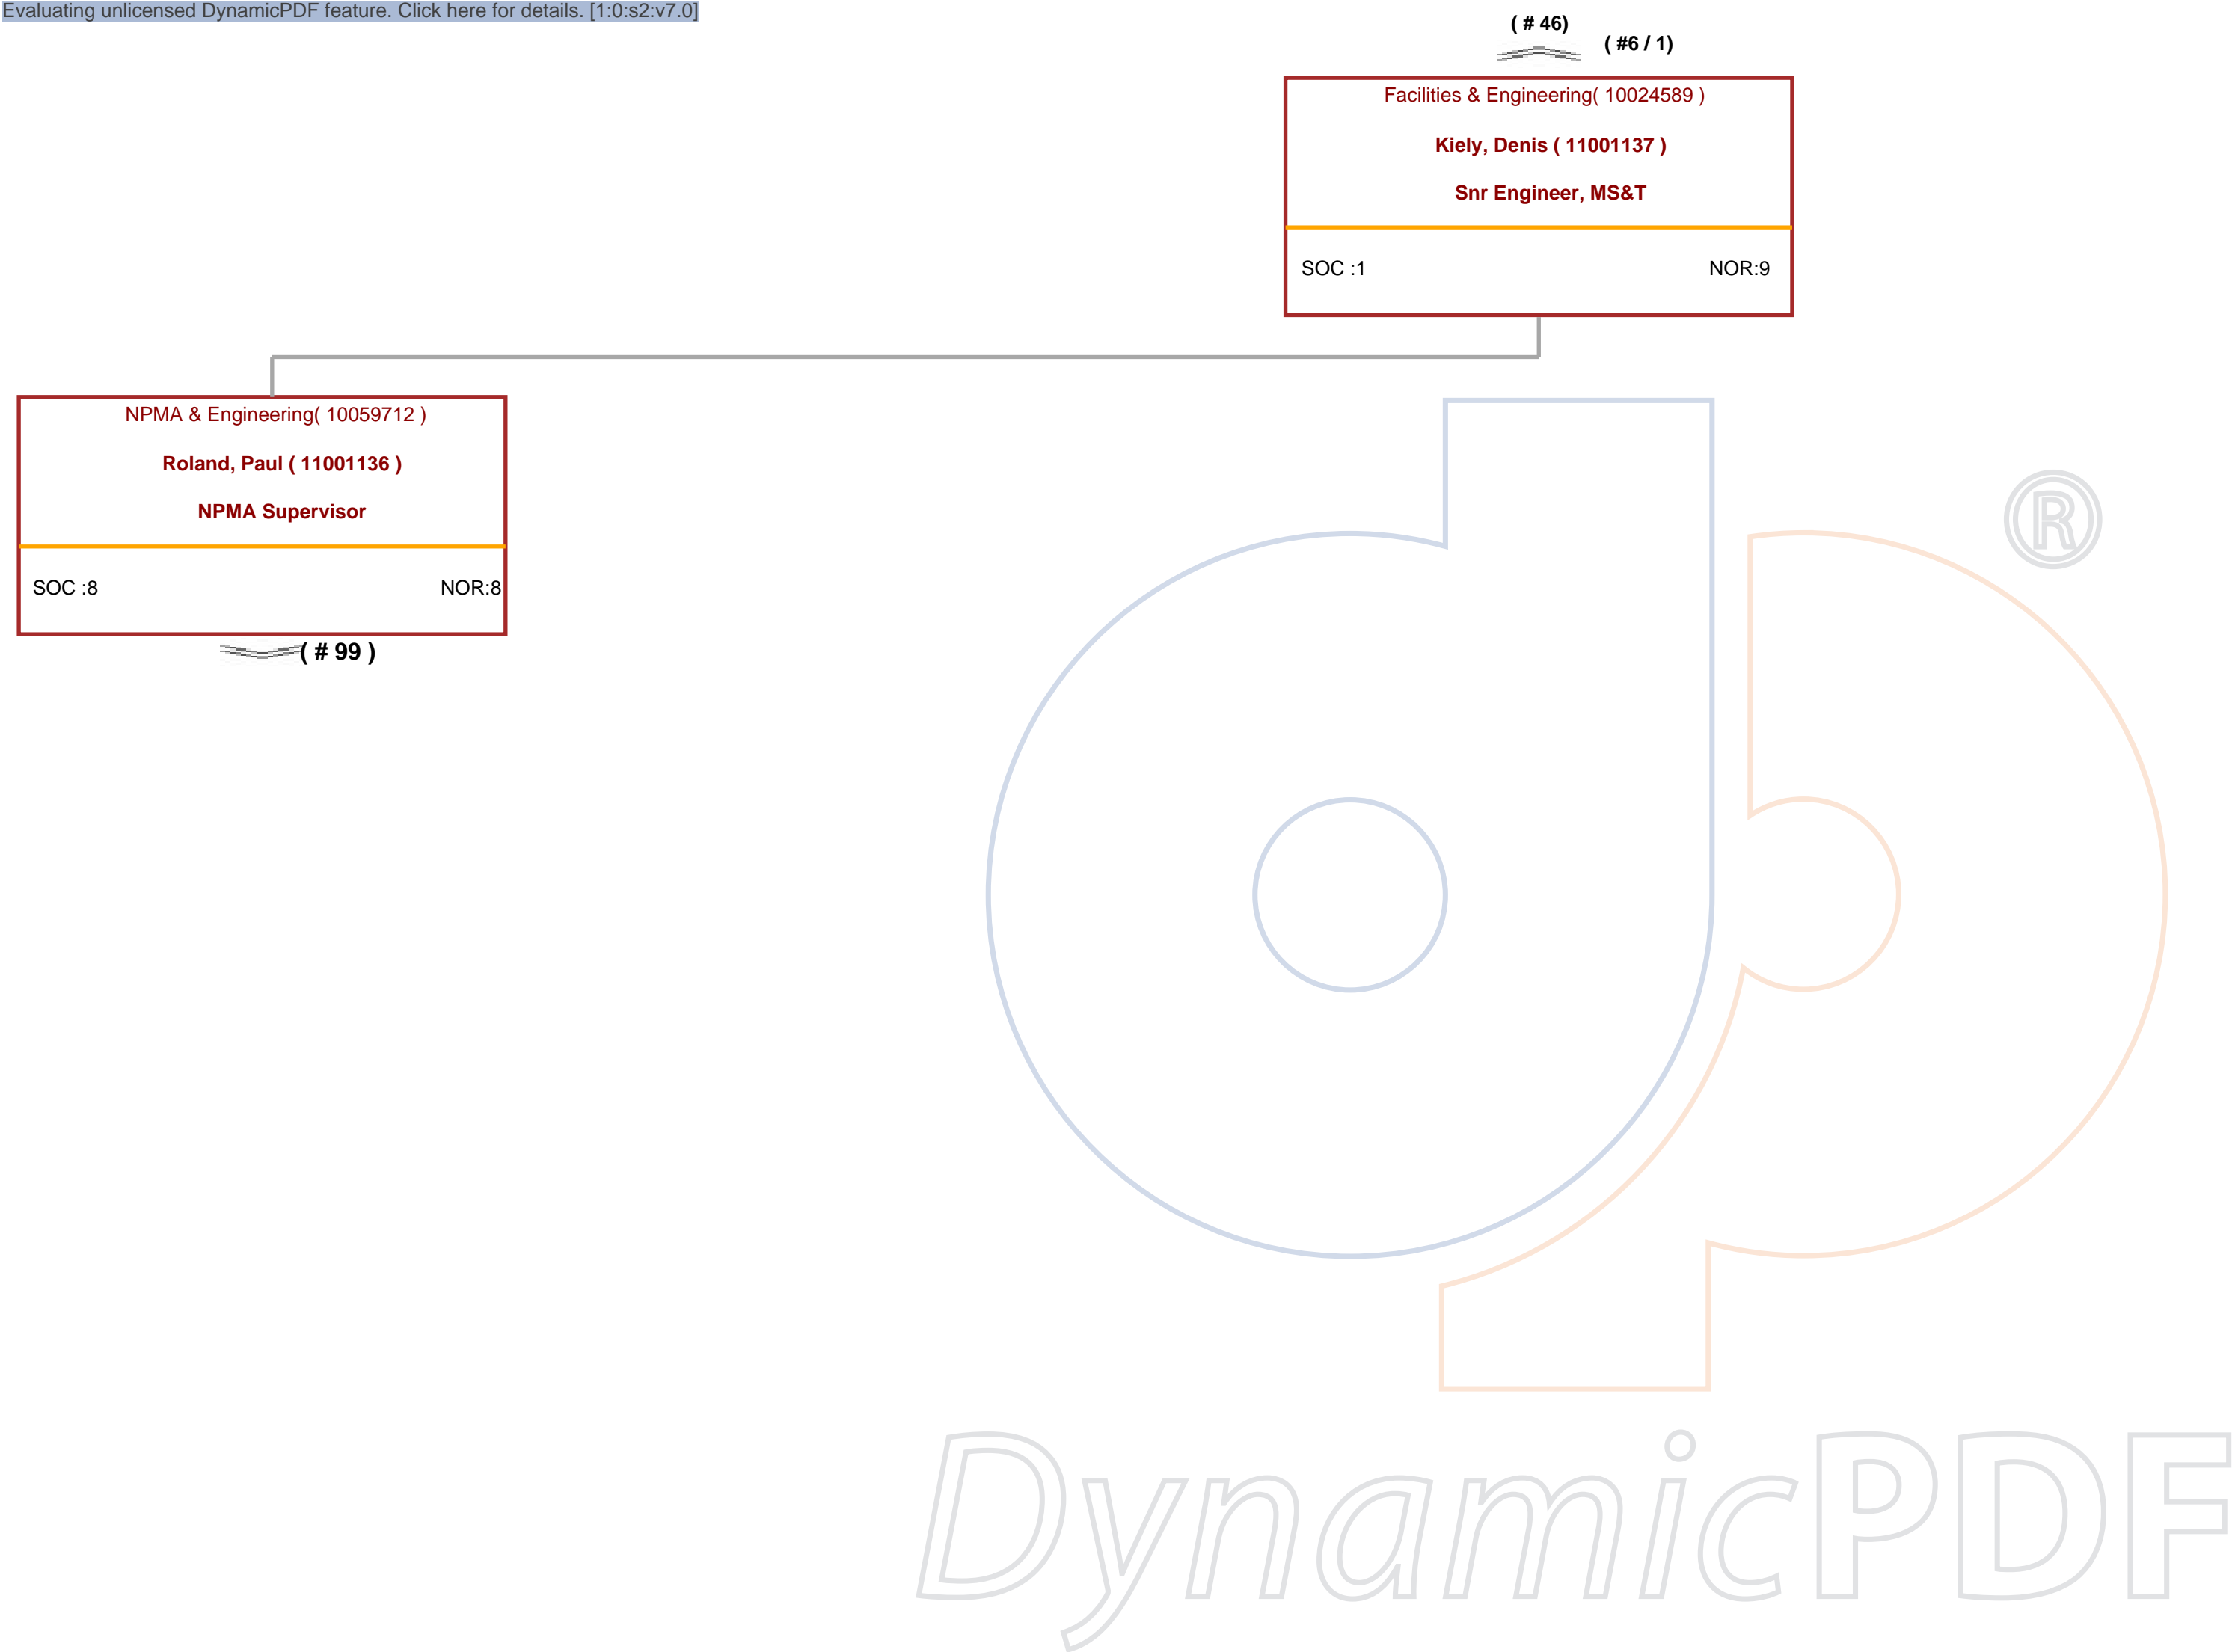 Evaluating unlicensed DynamicPDF feature. Click here for details. [1:0:s2:v7.0]
( # 46)
( #6 / 1)
Facilities & Engineering( 10024589 )
Kiely, Denis ( 11001137 )
Snr Engineer, MS&T
SOC :1 NOR:9
NPMA & Engineering( 10059712 )
Roland, Paul ( 11001136 )
NPMA Supervisor
SOC :8 NOR:8
( # 99 )
®
DynamicPDF